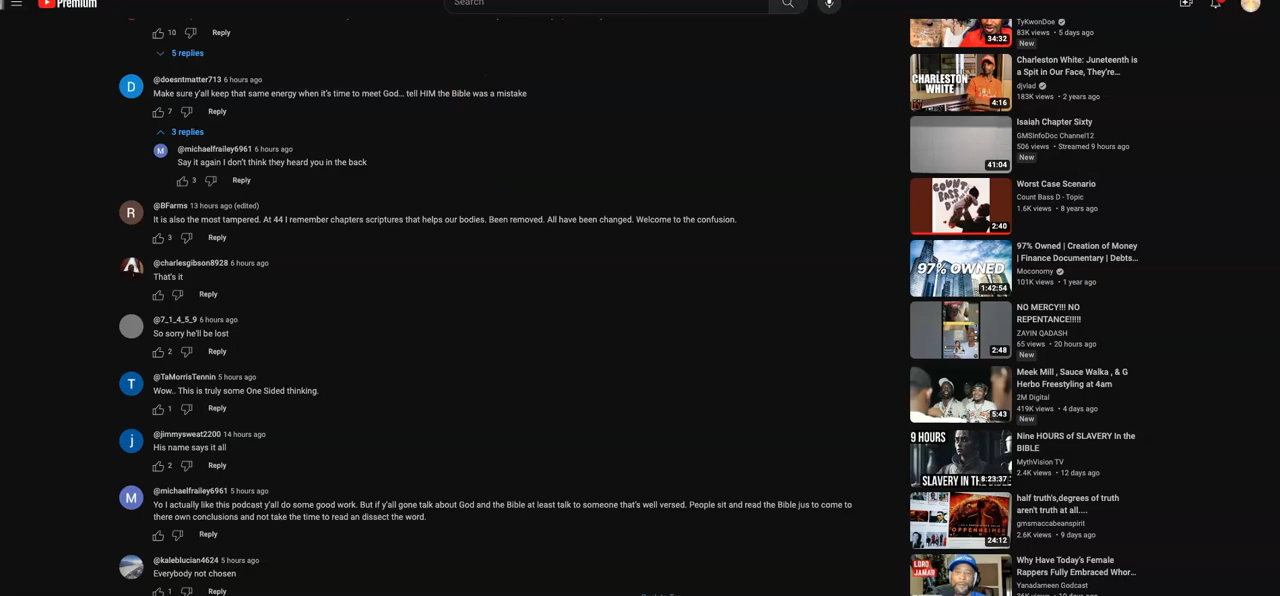 Premium
Search
10
Reply
5 replies
D
@doesntmatter713 6 hours ago
Make sure y'all keep that same energy when it's time to meet God... tell HIM the Bible was a mistake
7
Reply
3 replies
M
@michaelfrailey6961 6 hours ago
Say it again I don't think they heard you in the back
3
Reply
R
@BFarms 13 hours ago (edited)
It is also the most tampered. At 44 I remember chapters scriptures that helps our bodies. Been removed. All have been changed. Welcome to the confusion.
3
Reply
@charlesgibson8928 6 hours ago
That's it
Reply
@7_1_4_5_9 6 hours ago
So sorry he'll be lost
2
Reply
T
@TaMorrisTennin 5 hours ago
Wow.. This is truly some One Sided thinking.
1
Reply
j
@jimmysweat2200 14 hours ago
His name says it all
2
Reply
M
@michaelfrailey6961 5 hours ago
Yo I actually like this podcast y'all do some good work. But if y'all gone talk about God and the Bible at least talk to someone that's well versed. People sit and read the Bible jus to come to
there own conclusions and not take the time to read an dissect the word.
Reply
@kaleblucian4624 5 hours ago
Everybody not chosen
1
Reply
34:32
TyKwonDoe
83K views • 5 days ago
New
CHARLESTON
WHITE
4:16
Charleston White: Juneteenth is
a Spit in Our Face, They're...
djvlad
183K views • 2 years ago
41:04
Isaiah Chapter Sixty
GMSInfoDoc Channel12
506 views • Streamed 9 hours ago
New
COUNT
BASS D
2:40
Worst Case Scenario
Count Bass D - Topic
1.6K views • 8 years ago
97% OWNED
1:42:54
97% Owned | Creation of Money
| Finance Documentary | Debts...
Moconomy
101K views • 1 year ago
2:48
NO MERCY!!! NO
REPENTANCE!!!!!
ZAYIN QADASH
65 views • 20 hours ago
New
5:43
Meek Mill , Sauce Walka , & G
Herbo Freestyling at 4am
2M Digital
419K views • 4 days ago
New
9 HOURS
SLAVERY IN TH
8:23:37
Nine HOURS of SLAVERY In the
BIBLE
MythVision TV
2.4K views • 12 days ago
OPPENHEIMER
24:12
half truth's,degrees of truth
aren't truth at all....
gmsmaccabeanspirit
2.6K views • 9 days ago
LORD
JAMAR
Why Have Today's Female
Rappers Fully Embraced Whor...
Yanadameen Godcast